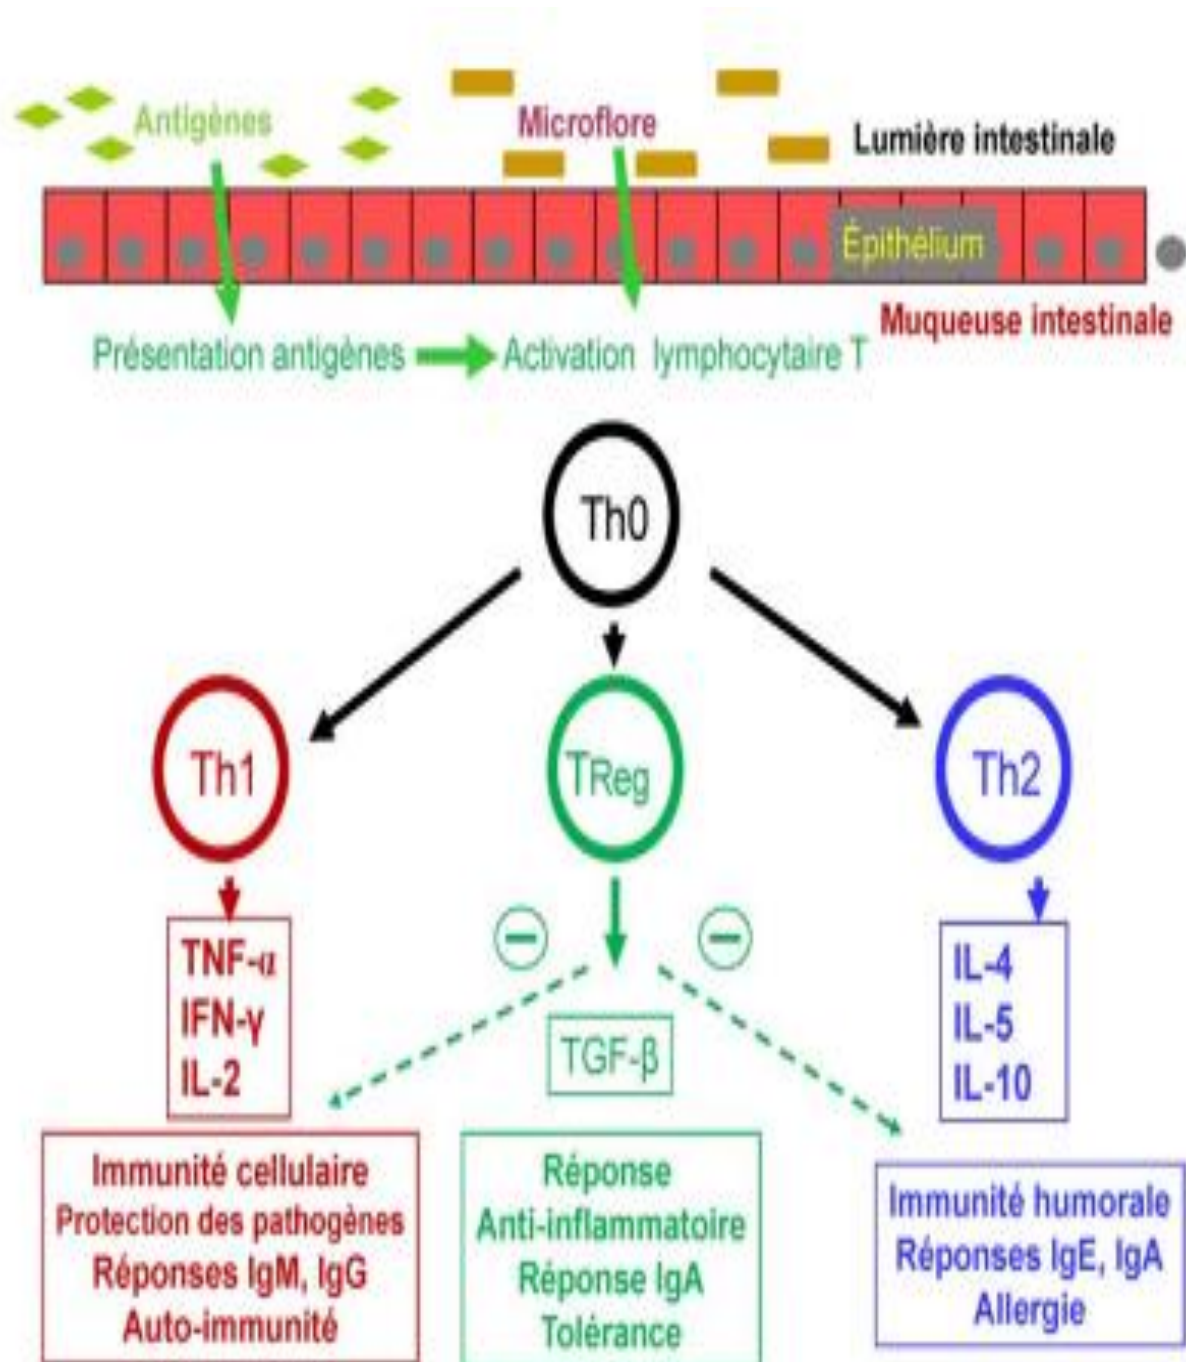 Antigènes
Microflore
Lumière intestinale
Épithélium
Muqueuse intestinale
Présentation antigènes
Activation lymphocytaire T
Th0
Th1
TReg
Th2
TNF-α
IFN-γ
IL-2
TGF-β
IL-4
IL-5
IL-10
Immunité cellulaire
Protection des pathogènes
Réponses IgM, IgG
Auto-immunité
Réponse
Anti-inflammatoire
Réponse IgA
Tolérance
Immunité humorale
Réponses IgE, IgA
Allergie